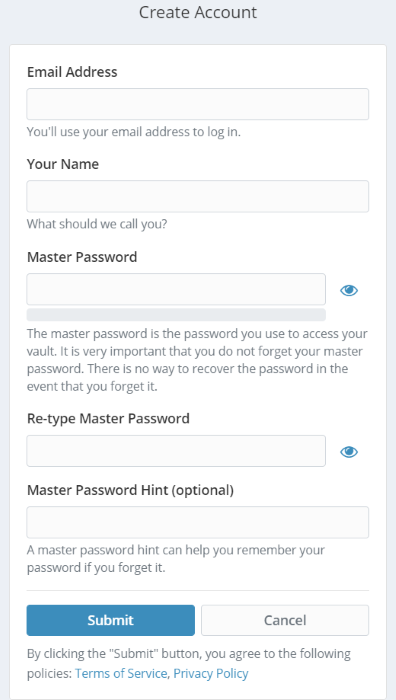 Create Account
Email Address
You'll use your email address to log in.
Your Name
What should we call you?
Master Password
The master password is the password you use to access your
vault. It is very important that you do not forget your master
password. There is no way to recover the password in the
event that you forget it.
Re-type Master Password
Master Password Hint (optional)
A master password hint can help you remember your
password if you forget it.
Submit
Cancel
By clicking the "Submit" button, you agree to the following
policies: Terms of Service, Privacy Policy